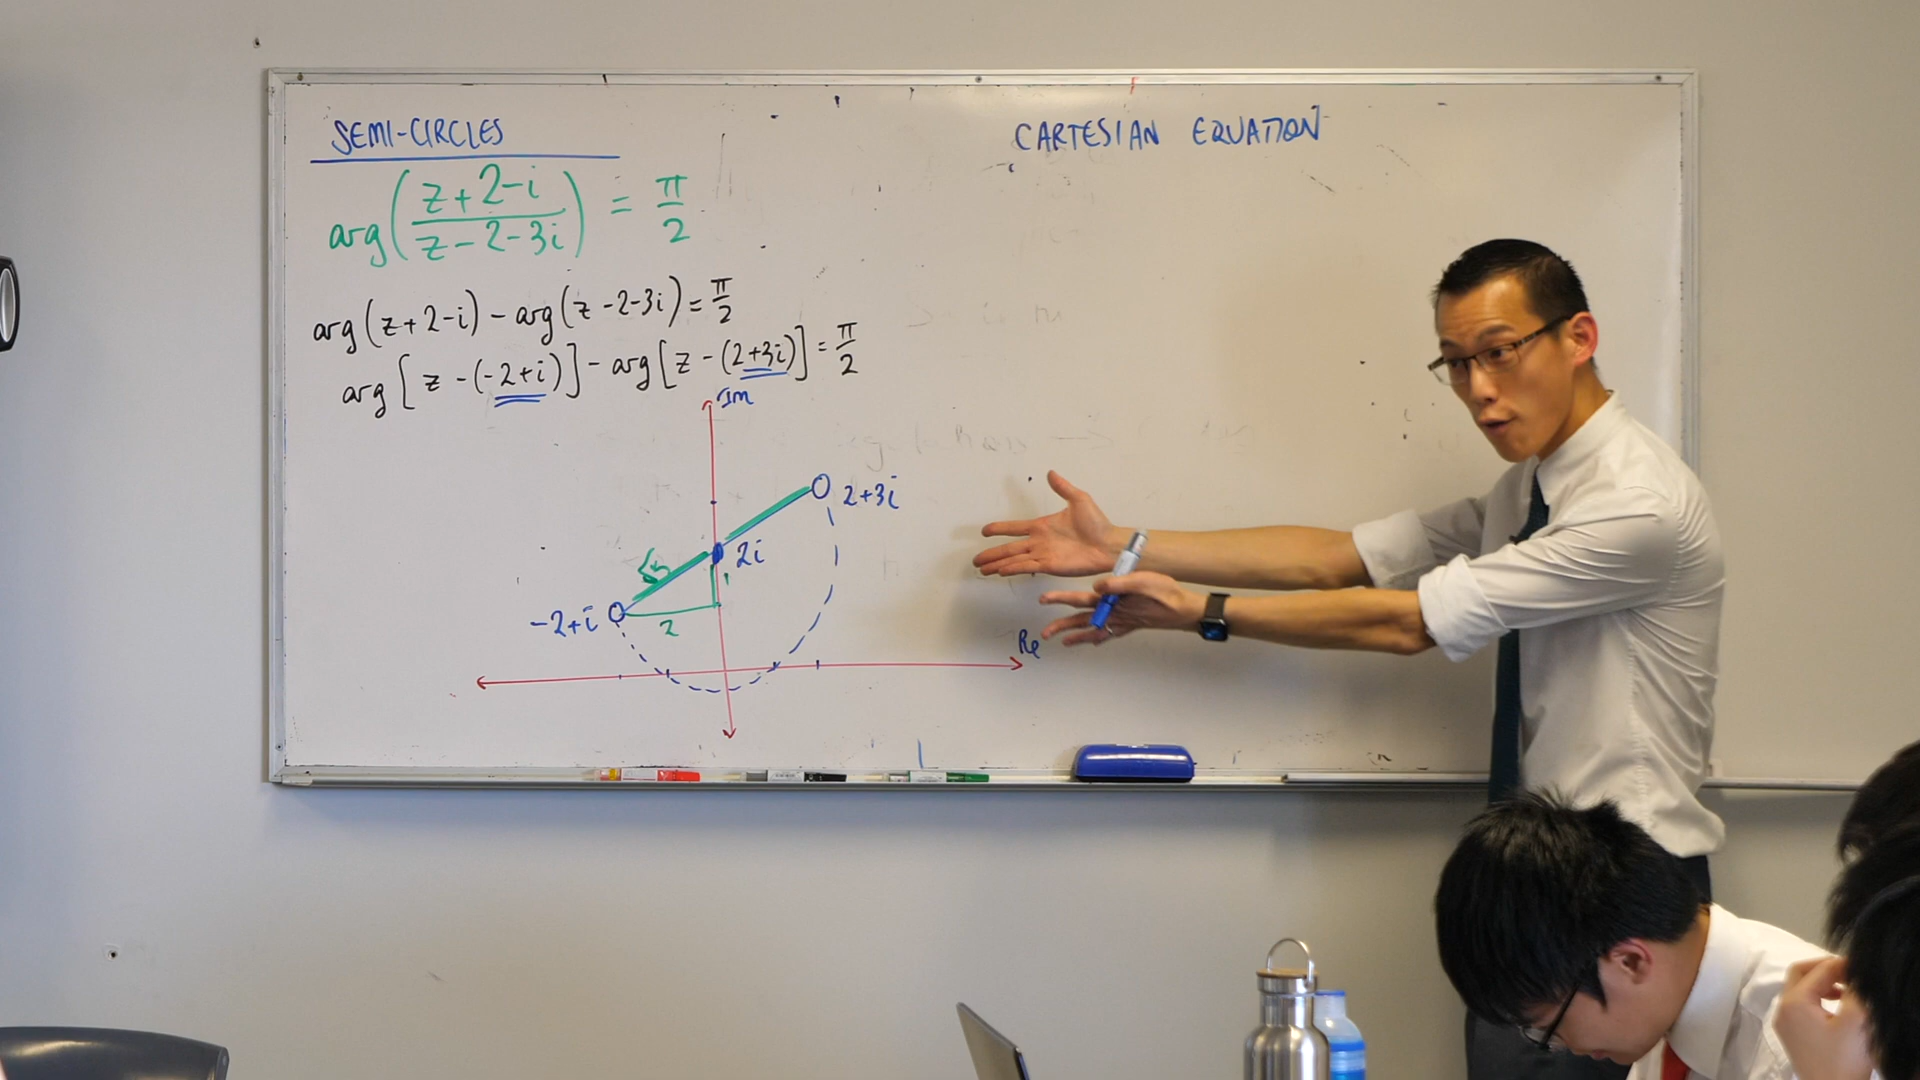 SEMI-CIRCLES
arg(z+2-i / z-2-3i) = π/2
arg(z+2-i) - arg(z-2-3i) = π/2
arg[z-(-2+i)] - arg[z-(2+3i)] = π/2
Im
2+3i
√5
2i
1
-2+i
2
Re
CARTESIAN EQUATION